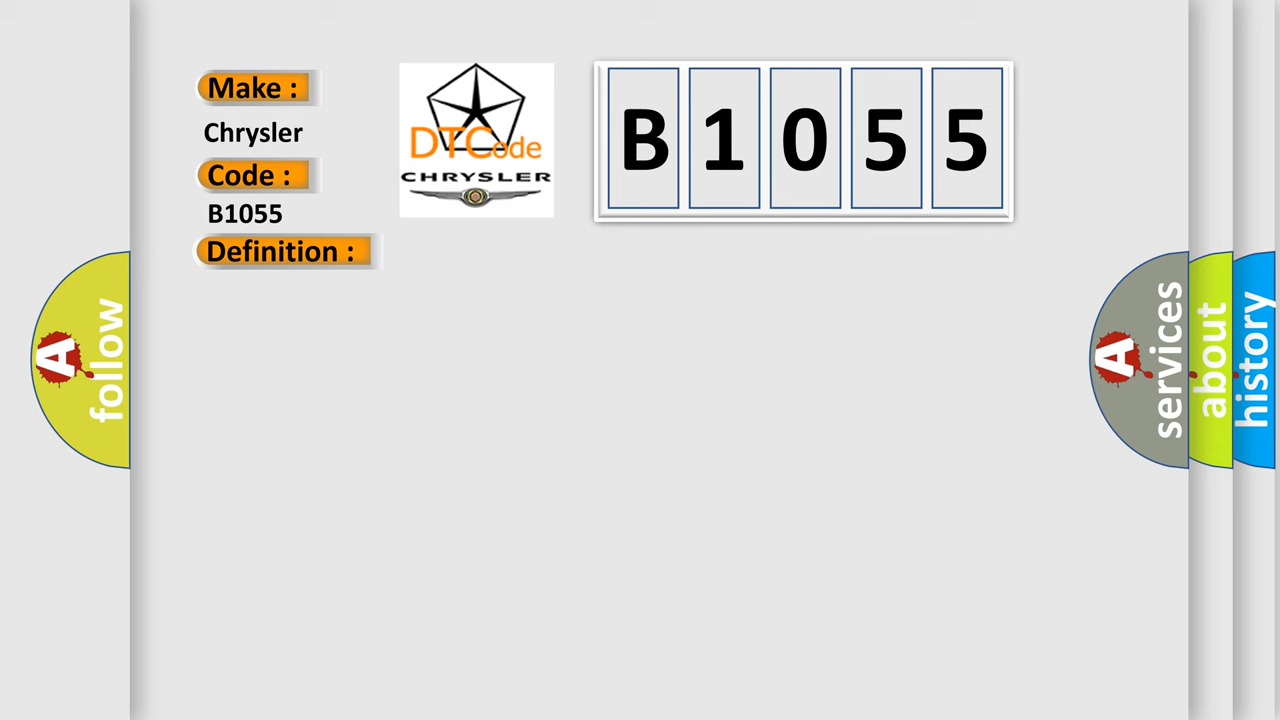 Make :
Chrysler
Code :
B1055
Definition :
DTCode
CHRYSLER
B 1 0 5 5
A follow
A services
about
history